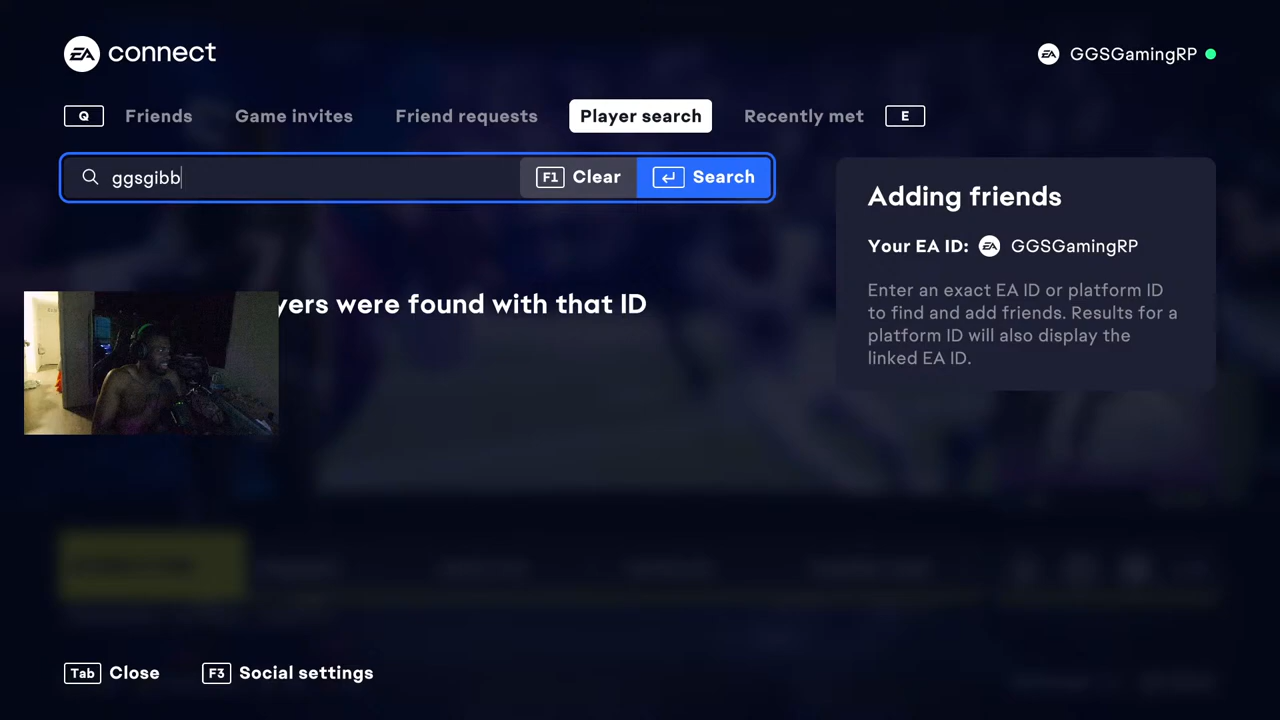 EA connect
EA GGSGamingRP
Q Friends Game invites Friend requests Player search Recently met E
ggsgibb F1 Clear Search
Adding friends
Your EA ID: EA GGSGamingRP
Enter an exact EA ID or platform ID
to find and add friends. Results for a
platform ID will also display the
linked EA ID.
were found with that ID
Tab Close F3 Social settings